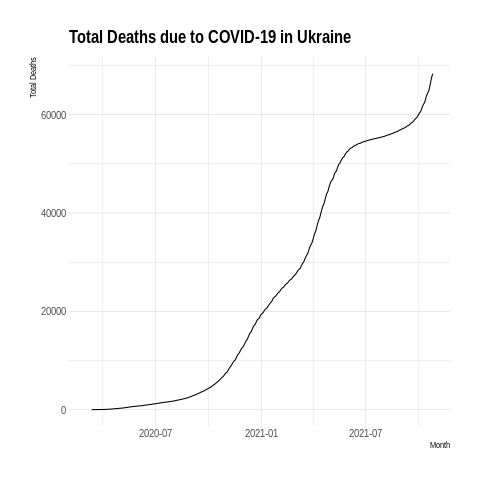 Total Deaths due to COVID-19 in Ukraine
Total Deaths
60000
40000
20000
0
2020-07
2021-01
2021-07
Month